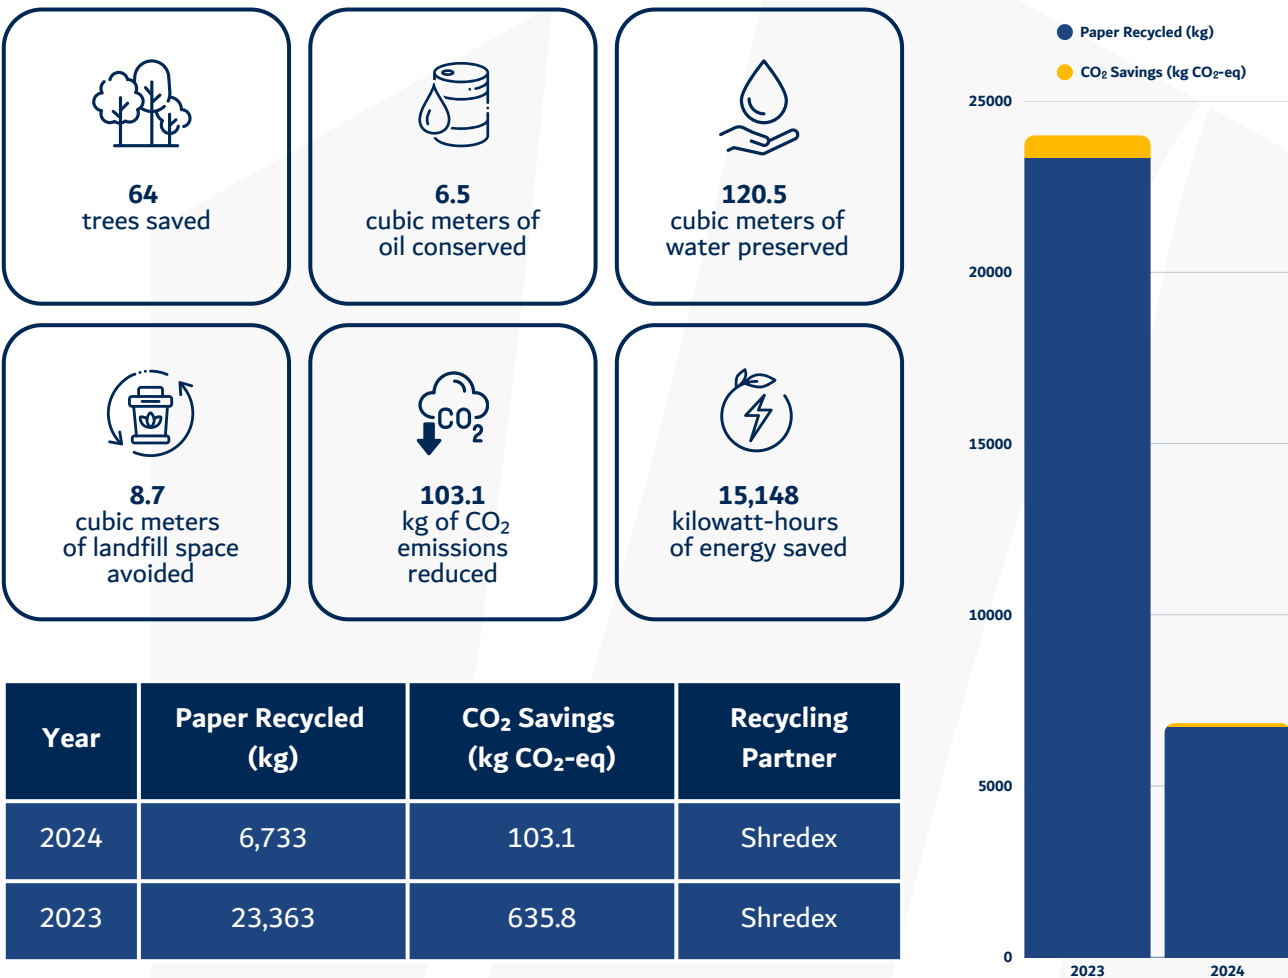 64
trees saved
6.5
cubic meters of
oil conserved
120.5
cubic meters of
water preserved
8.7
cubic meters
of landfill space
avoided
CO2
103.1
kg of CO₂
emissions
reduced
15,148
kilowatt-hours
of energy saved
Year
Paper Recycled
(kg)
CO₂ Savings
(kg CO₂-eq)
Recycling
Partner
2024
6,733
103.1
Shredex
2023
23,363
635.8
Shredex
Paper Recycled (kg)
CO₂ Savings (kg CO₂-eq)
25000
20000
15000
10000
5000
0
2023
2024